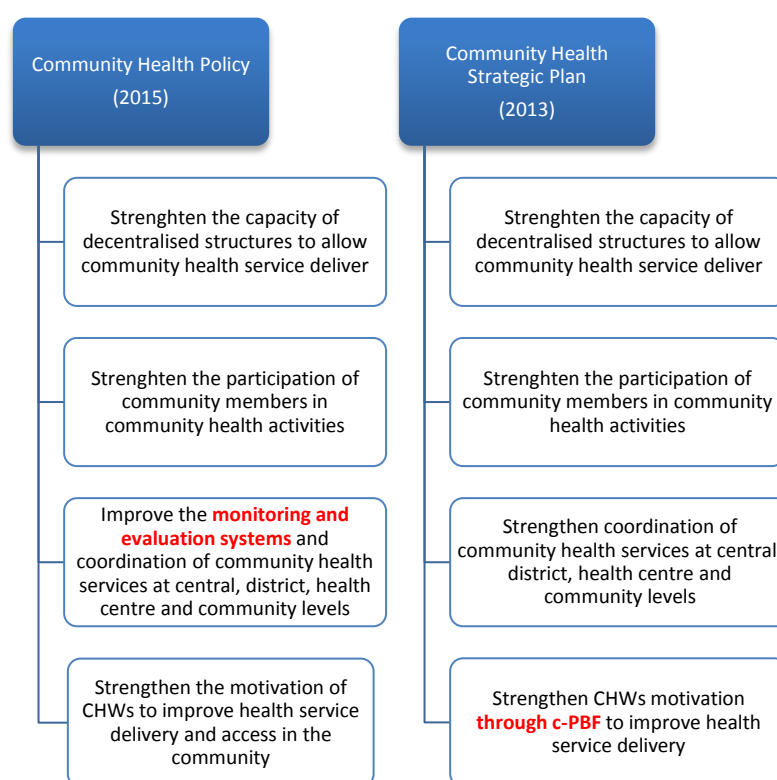 Community Health Policy
(2015)
Strenghten the capacity of
decentralised structures to allow
community health service deliver
Strenghten the participation of
community members in
community health activities
Improve the monitoring and
evaluation systems and
coordination of community health
services at central, district, health
centre and community levels
Strengthen the motivation of
CHWs to improve health service
delivery and access in the
community
Community Health
Strategic Plan
(2013)
Strenghten the capacity of
decentralised structures to allow
community health service deliver
Strenghten the participation of
community members in community
health activities
Strengthen coordination of
community health services at central
district, health centre and
community levels
Strengthen CHWs motivation
through c-PBF to improve health
service delivery